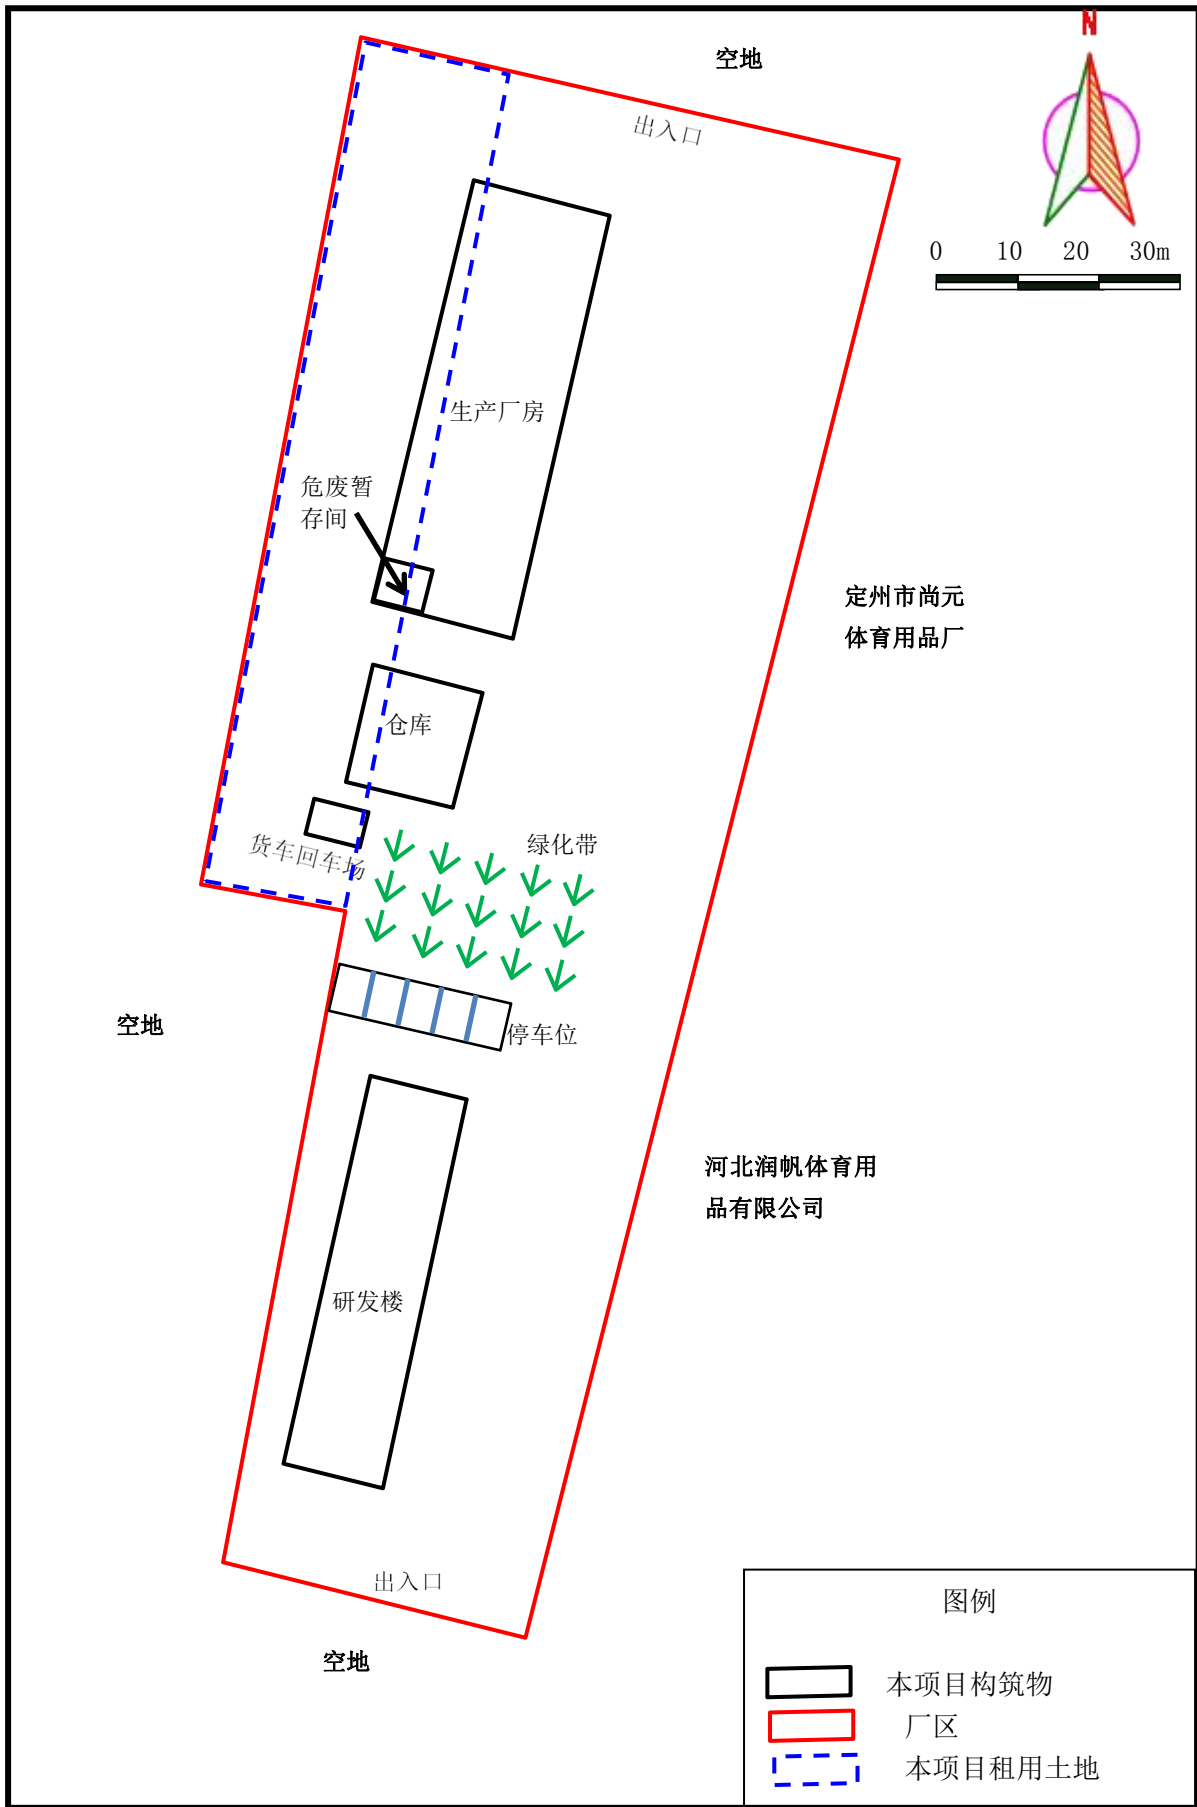 N
空地
出入口
0 10 20 30m
生产厂房
危废暂
存间
定州市尚元
体育用品厂
仓库
货车回车场
绿化带
空地
停车位
河北润帆体育用
品有限公司
研发楼
出入口
空地
图例
本项目构筑物
厂区
本项目租用土地